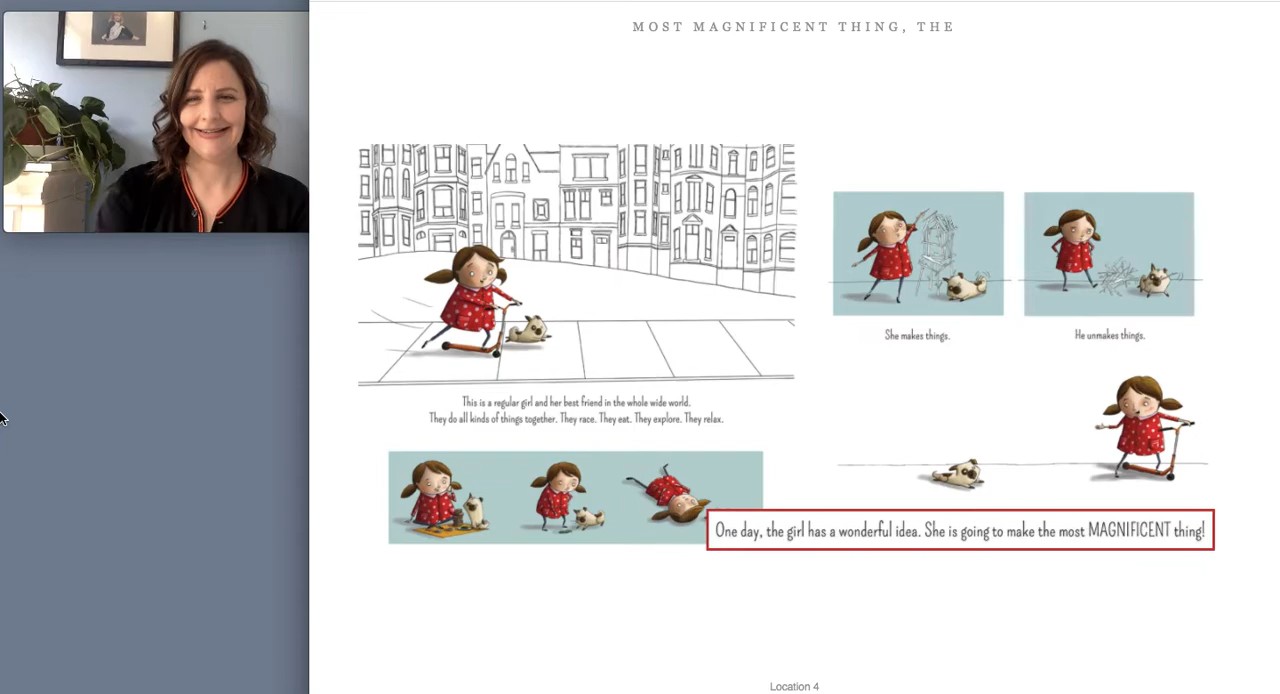 MOST MAGNIFICENT THING, THE
This is a regular girl and her best friend in the whole wide world.
They do all kinds of things together. They race. They eat. They explore. They relax.
She makes things.
He unmakes things.
One day, the girl has a wonderful idea. She is going to make the most MAGNIFICENT thing!
Location 4